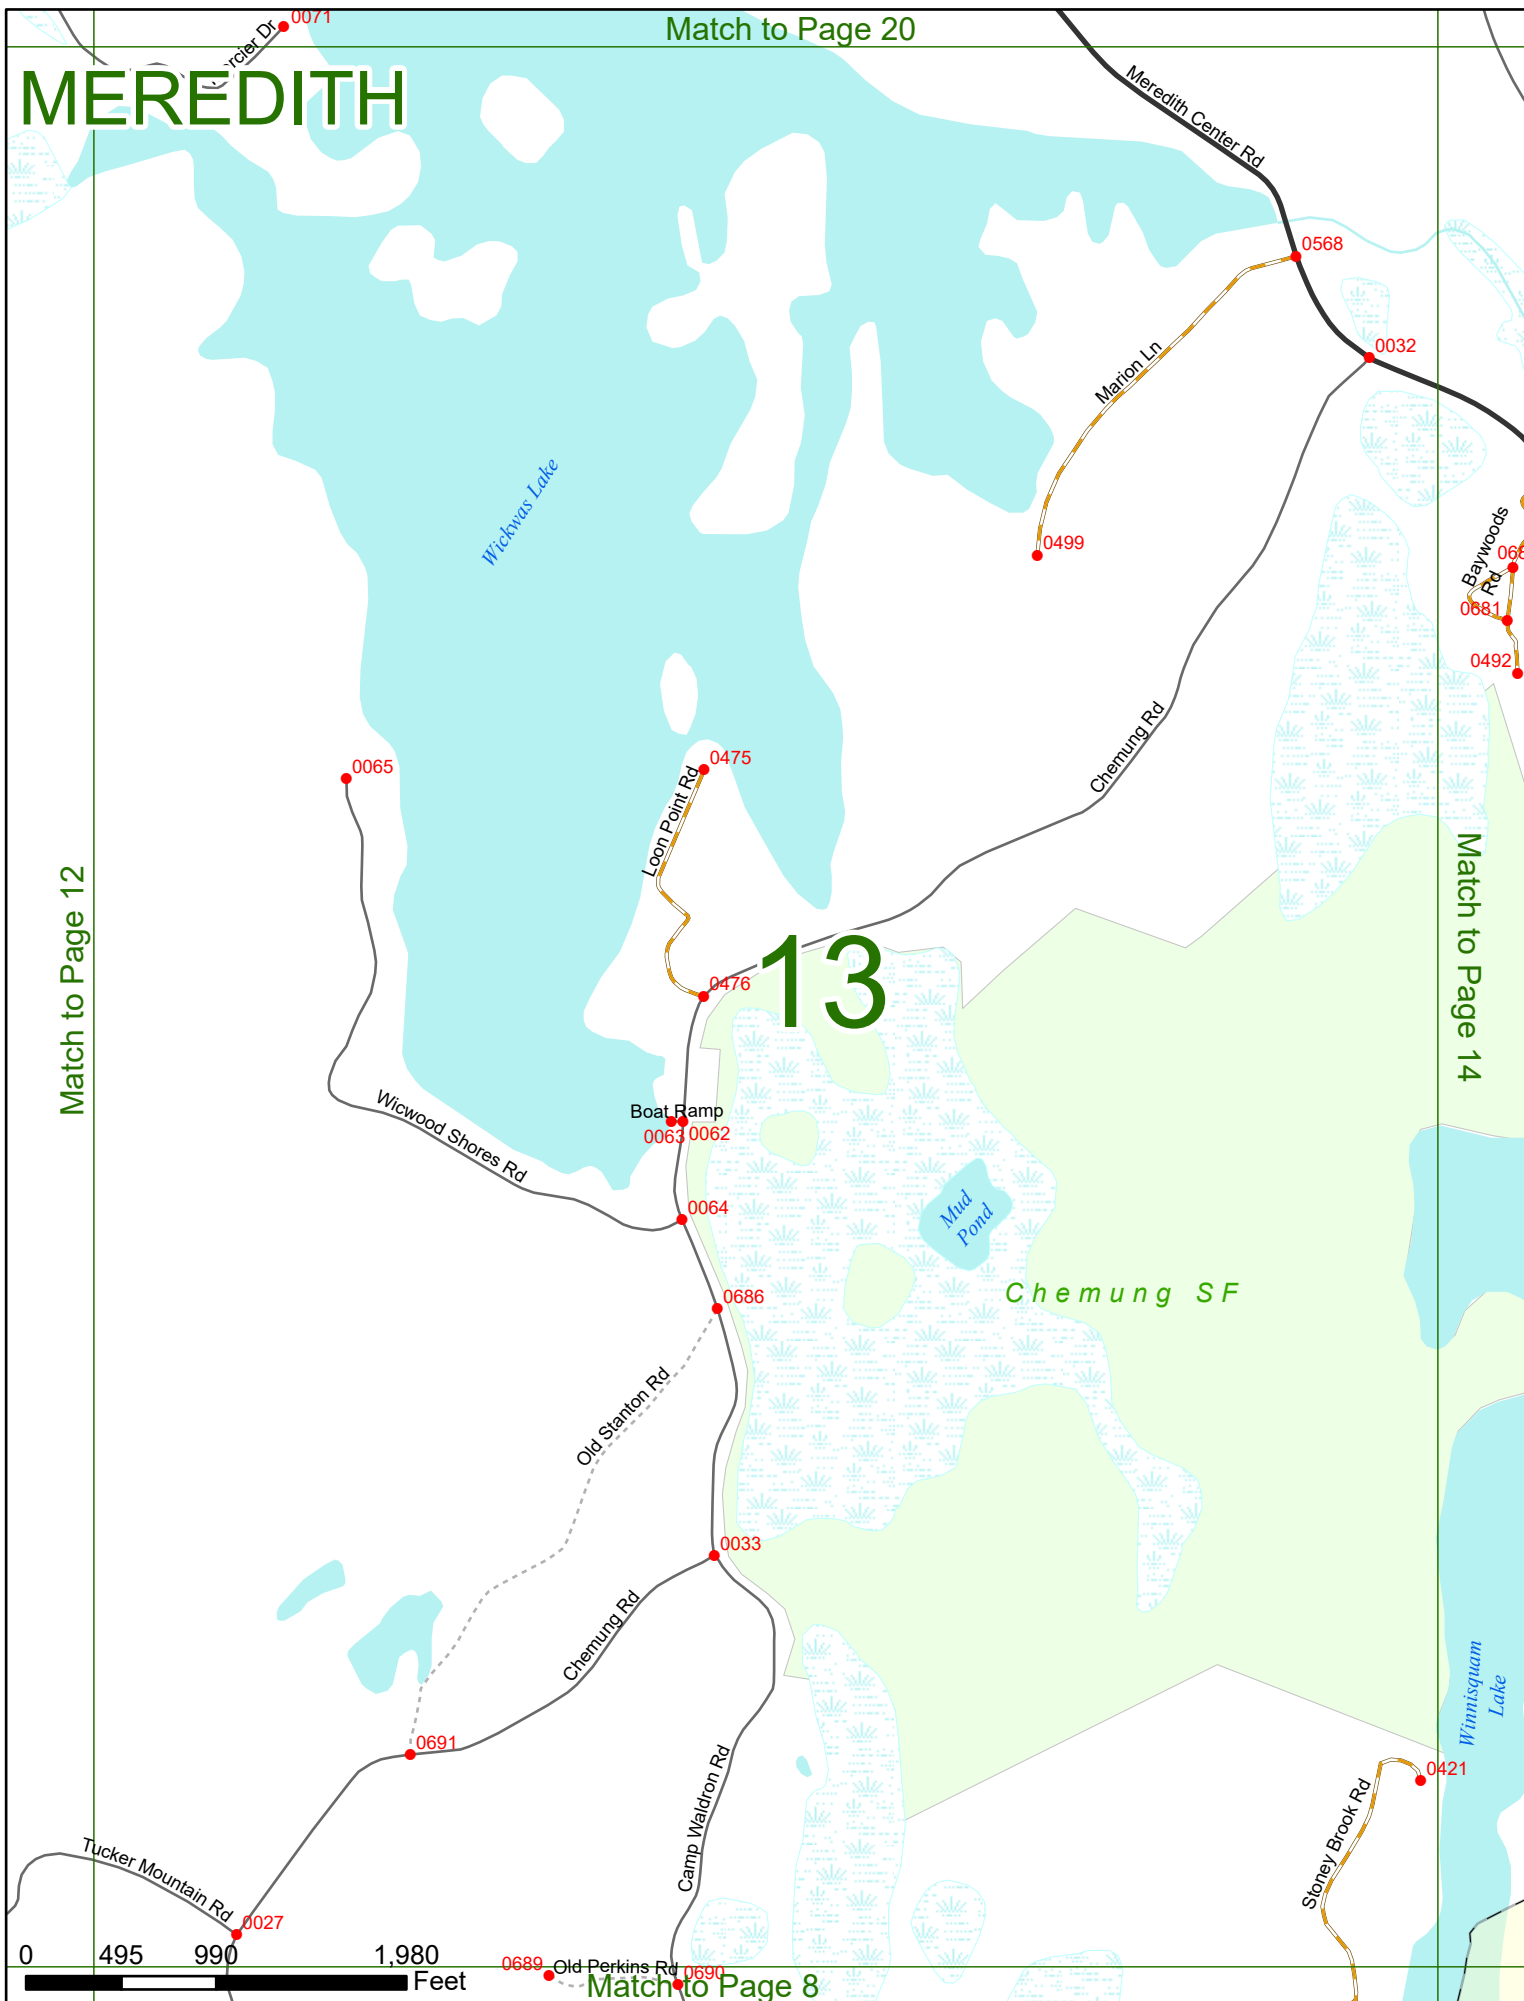 0071
Match to Page 20
MEREDITH
Meredith Center Rd
0568
0032
Marion Ln
Wickwas Lake
0499
Baywoods
Rd
0681
0492
Chemung Rd
0475
0065
Loon Point Rd
Match to Page 12
Match to Page 14
13
0476
Boat Ramp
0063
0062
Wicwood Shores Rd
0064
Mud
Pond
0686
Chemung SF
Old Stanton Rd
0033
Chemung Rd
Winnisquam
Lake
0691
0421
Camp Waldron Rd
Stoney Brook Rd
Tucker Mountain Rd
0027
0 495 990 1,980
Feet
0689
Old Perkins Rd
0690
Match to Page 8